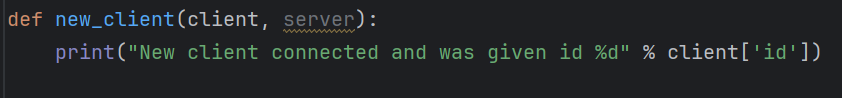 def new_client(client, server):
    print("New client connected and was given id %d" % client['id'])